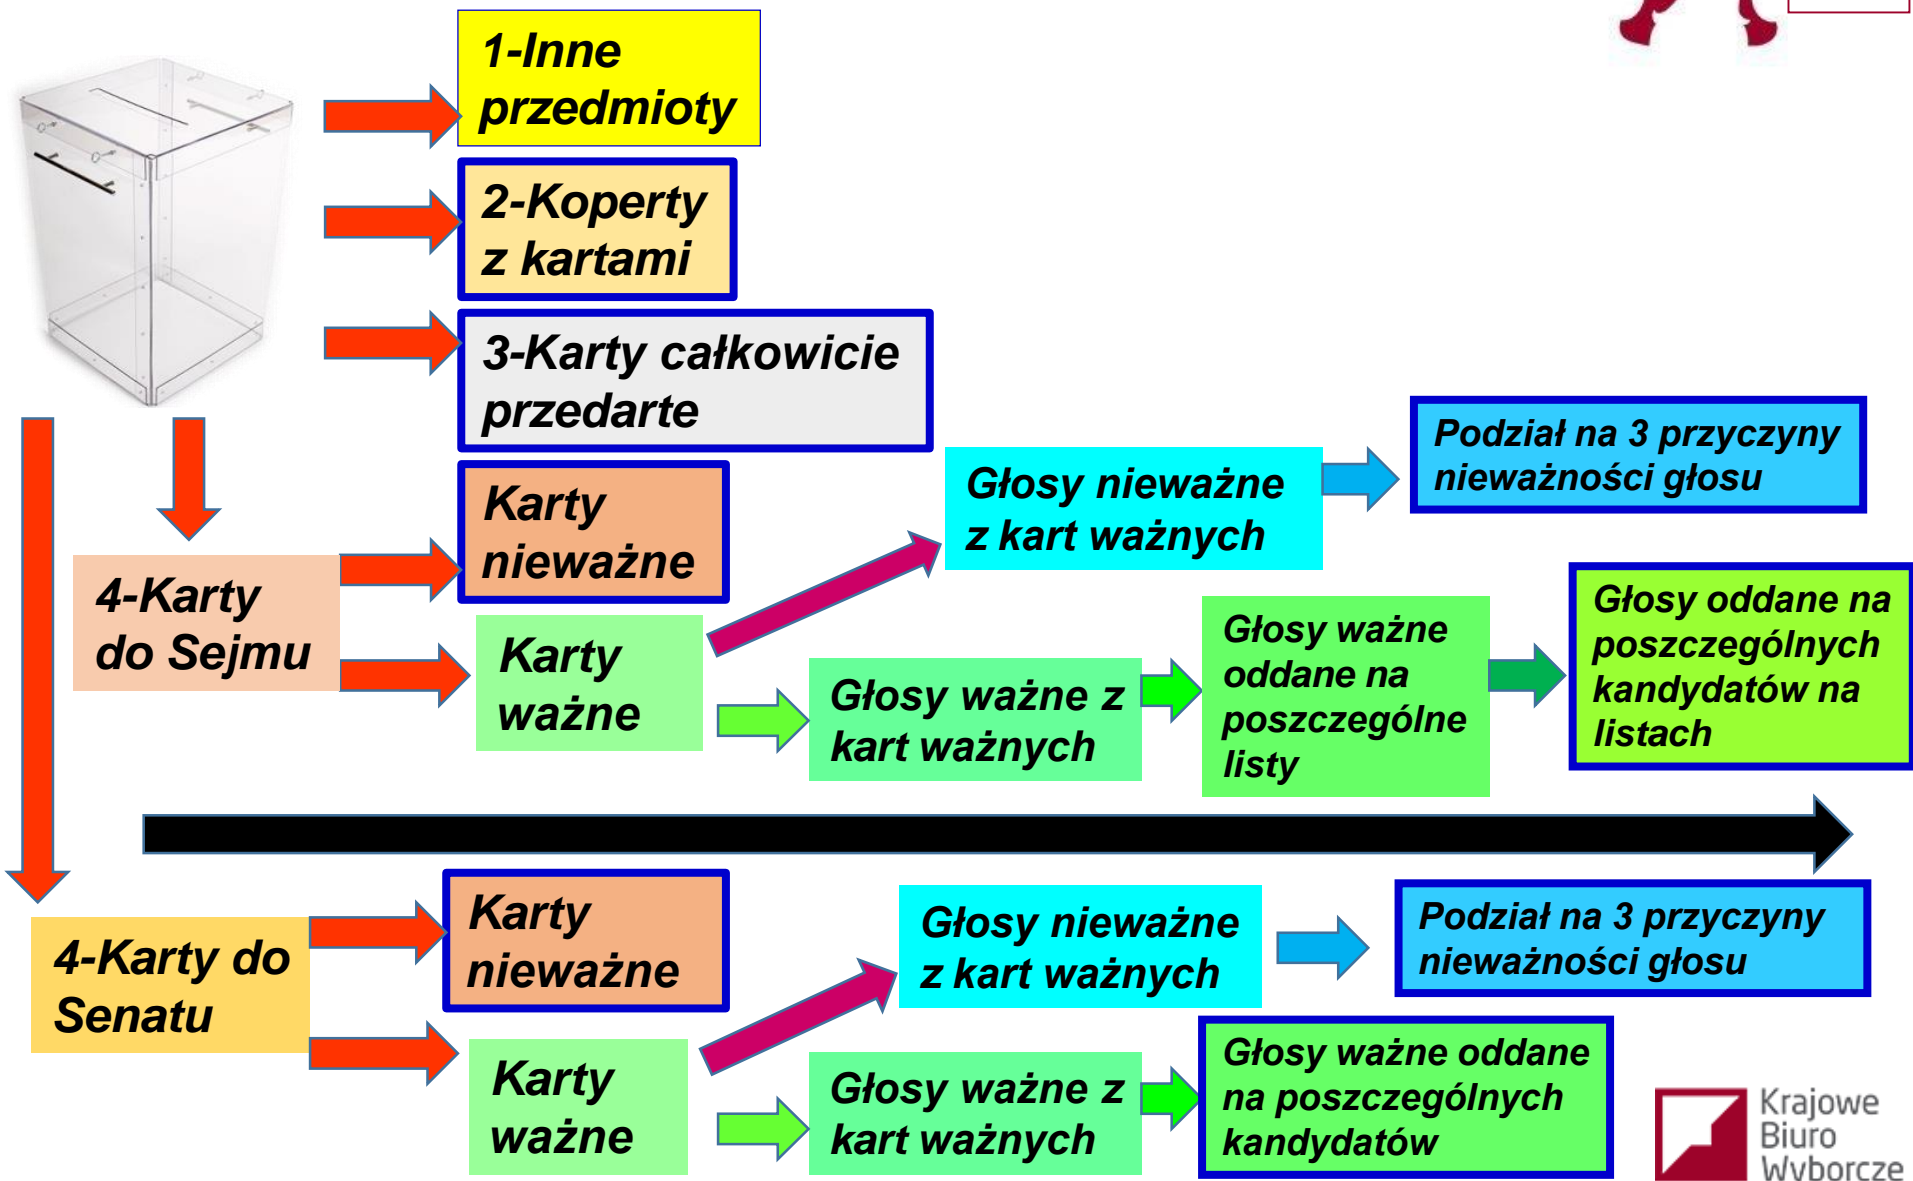 1-Inne
przedmioty
2-Koperty
z kartami
3-Karty całkowicie
przedarte
4-Karty
do Sejmu
Karty
nieważne
Karty
ważne
Głosy nieważne
z kart ważnych
Podział na 3 przyczyny
nieważności głosu
Głosy ważne z
kart ważnych
Głosy ważne
oddane na
poszczególne
listy
Głosy oddane na
poszczególnych
kandydatów na
listach
4-Karty do
Senatu
Karty
nieważne
Karty
ważne
Głosy nieważne
z kart ważnych
Podział na 3 przyczyny
nieważności głosu
Głosy ważne z
kart ważnych
Głosy ważne oddane
na poszczególnych
kandydatów
Krajowe
Biuro
Wyborcze